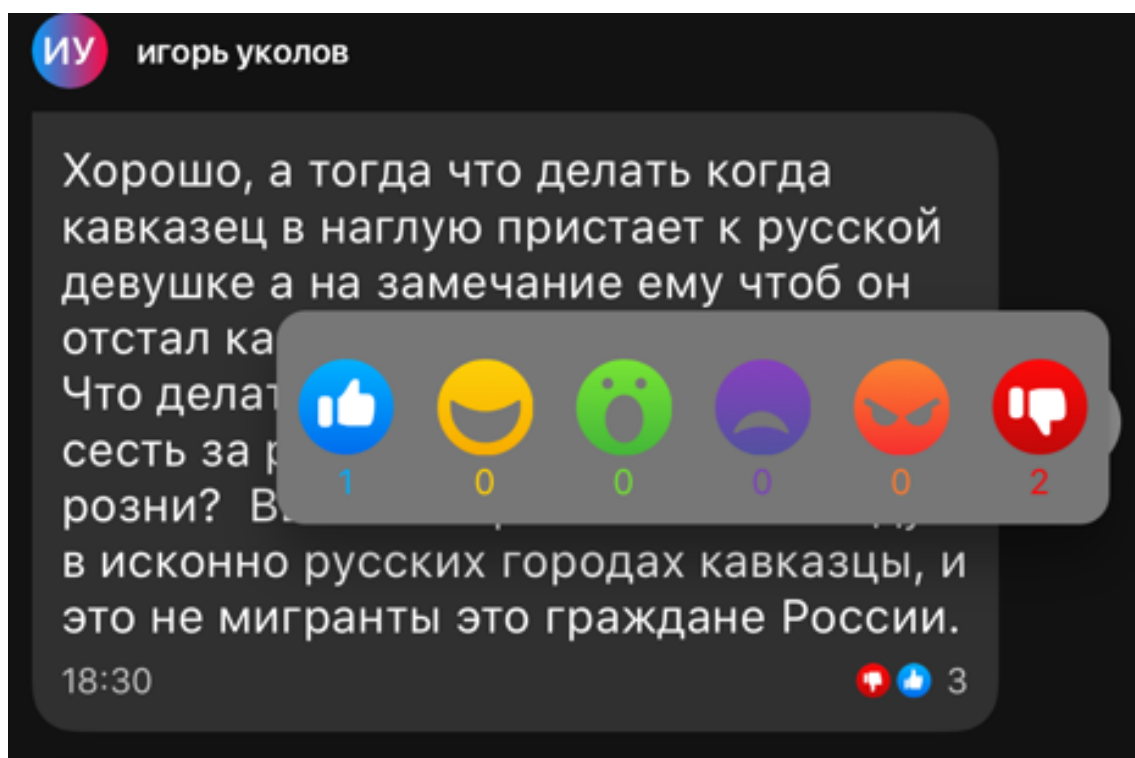 ИУ игорь уколов
Хорошо, а тогда что делать когда
кавказец в наглую пристает к русской
девушке а на замечание ему чтоб он
отстал
Что
сесть за
розни?
в исконно русских городах кавказцы, и
это не мигранты это граждане России.
1 0 0 0 0 2
18:30 3